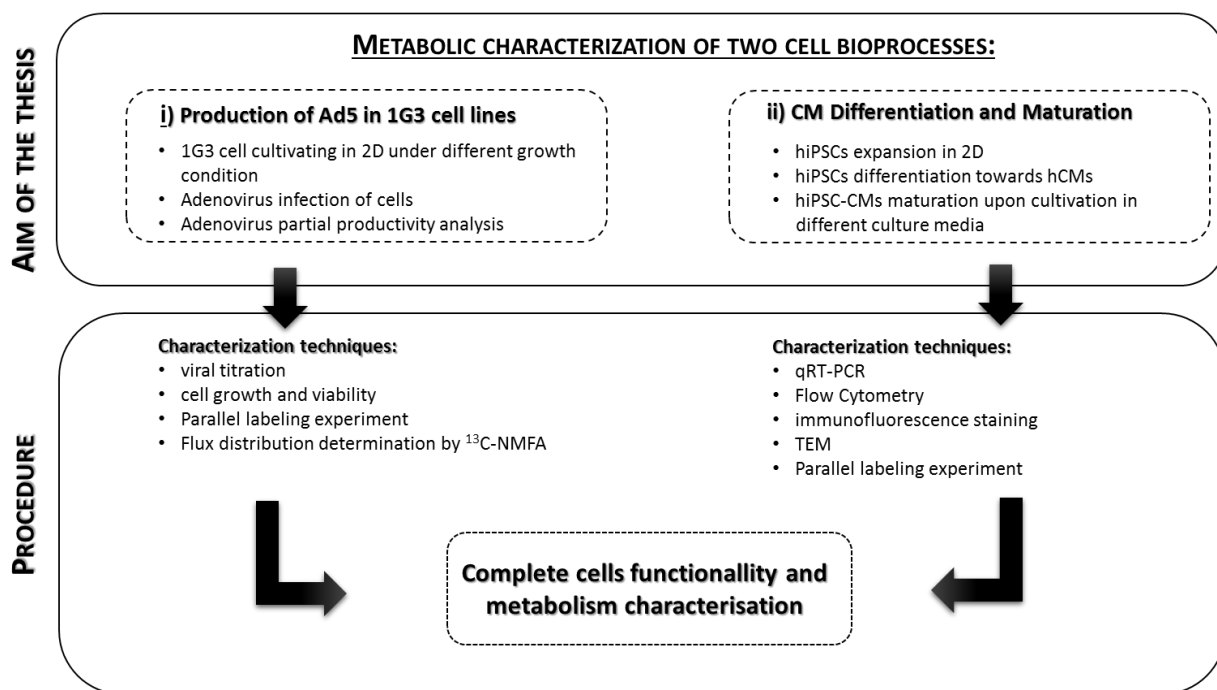 AIM OF THE THESIS
METABOLIC CHARACTERIZATION OF TWO CELL BIOPROCESSES:
i) Production of Ad5 in 1G3 cell lines
• 1G3 cell cultivating in 2D under different growth
condition
• Adenovirus infection of cells
• Adenovirus partial productivity analysis
ii) CM Differentiation and Maturation
• hiPSCs expansion in 2D
• hiPSCs differentiation towards hCMs
• hiPSC-CMs maturation upon cultivation in
different culture media
PROCEDURE
Characterization techniques:
• viral titration
• cell growth and viability
• Parallel labeling experiment
• Flux distribution determination by ¹³C-NMFA
Characterization techniques:
• qRT-PCR
• Flow Cytometry
• immunofluorescence staining
• TEM
• Parallel labeling experiment
Complete cells functionallity and
metabolism characterisation